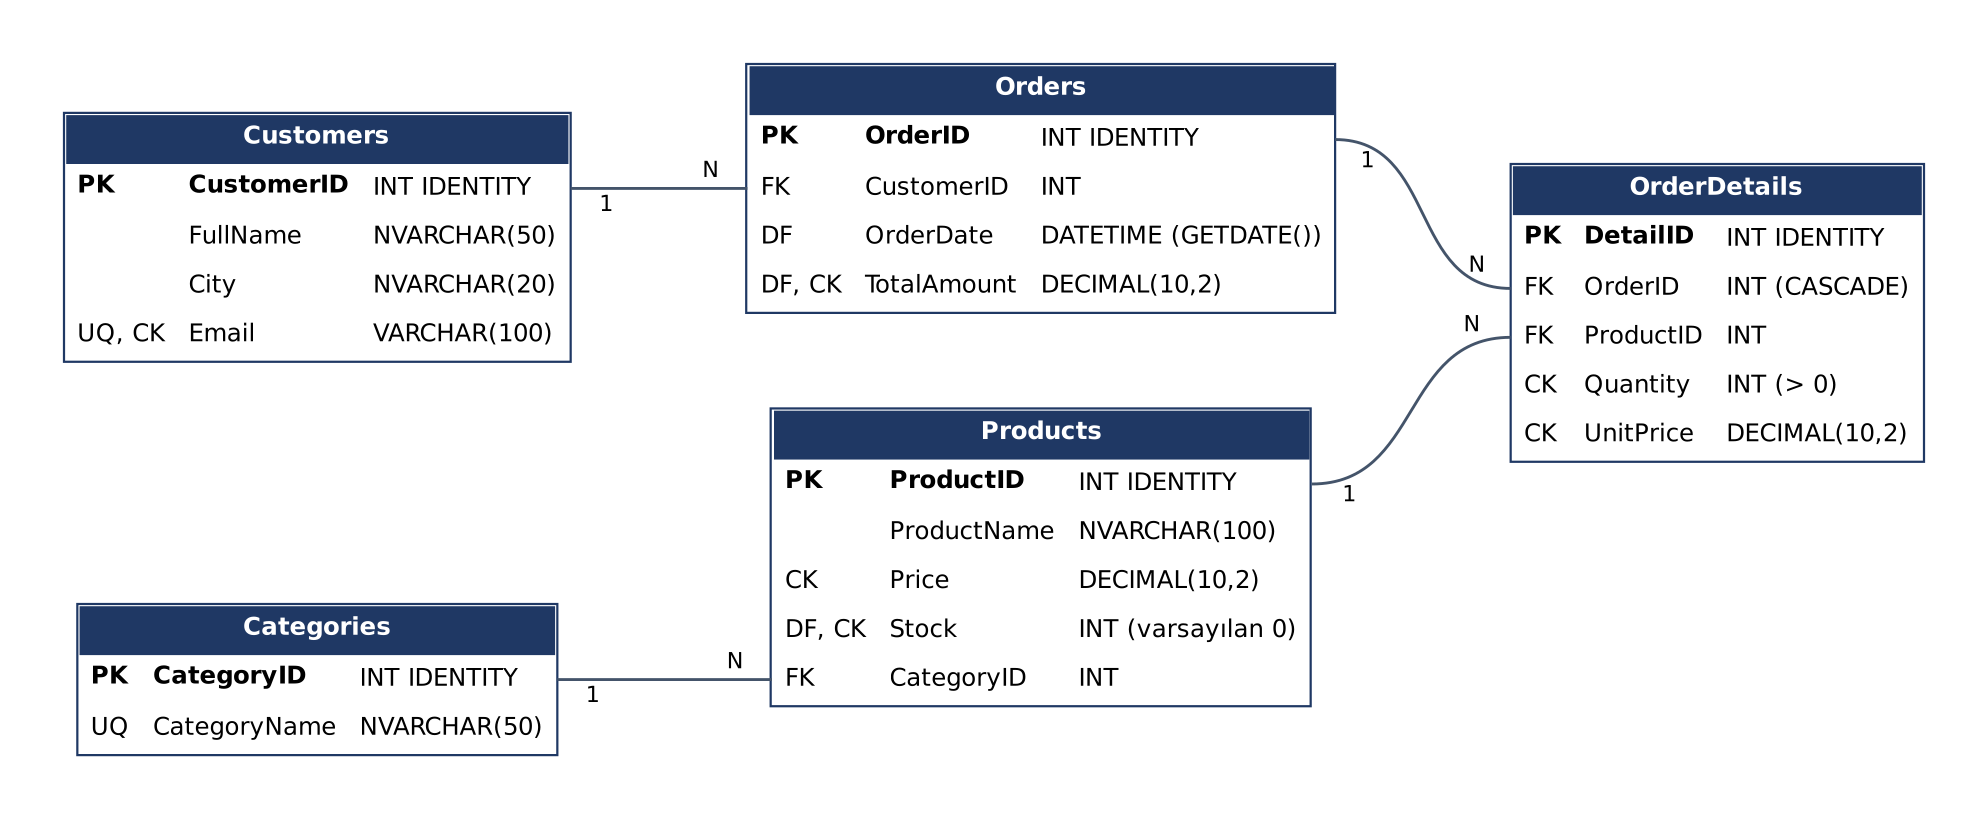 Customers
PK CustomerID INT IDENTITY
FullName NVARCHAR(50)
City NVARCHAR(20)
UQ, CK Email VARCHAR(100)
1
N
Orders
PK OrderID INT IDENTITY
FK CustomerID INT
DF OrderDate DATETIME (GETDATE())
DF, CK TotalAmount DECIMAL(10,2)
1
N
OrderDetails
PK DetailID INT IDENTITY
FK OrderID INT (CASCADE)
FK ProductID INT
CK Quantity INT (> 0)
CK UnitPrice DECIMAL(10,2)
N
1
Products
PK ProductID INT IDENTITY
ProductName NVARCHAR(100)
CK Price DECIMAL(10,2)
DF, CK Stock INT (varsayılan 0)
FK CategoryID INT
N
1
Categories
PK CategoryID INT IDENTITY
UQ CategoryName NVARCHAR(50)